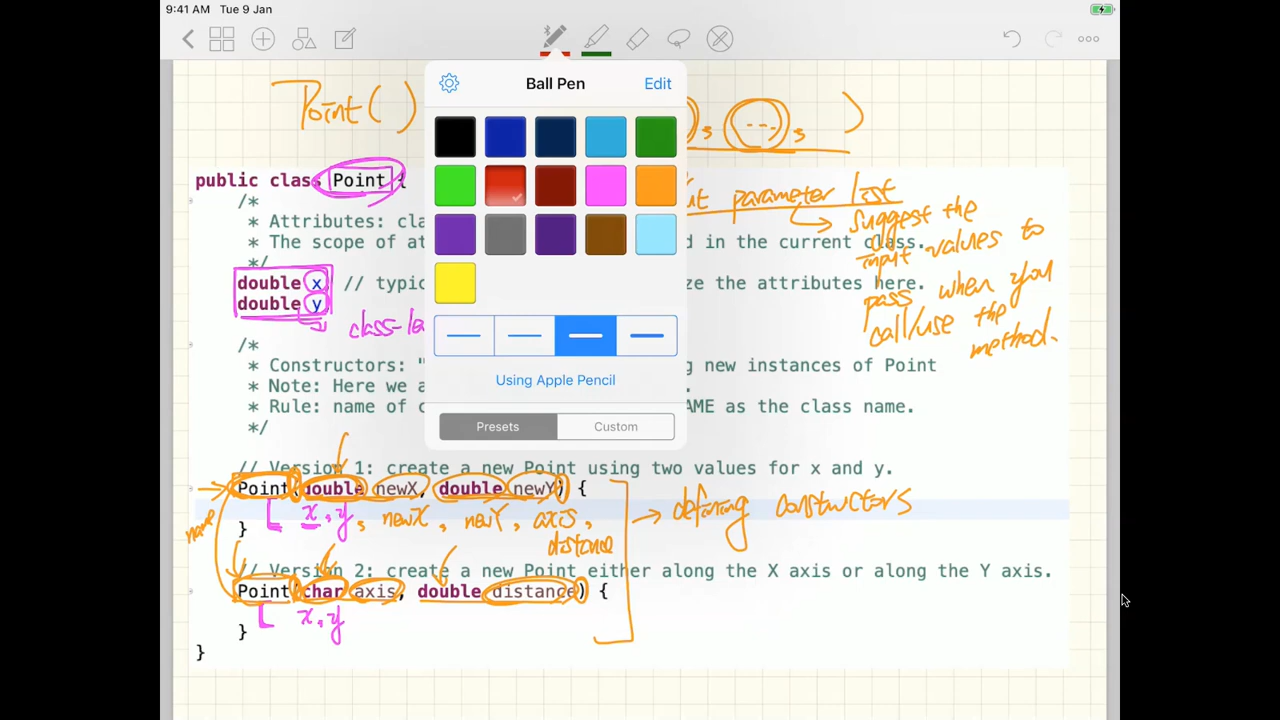 9:41 AM Tue 9 Jan
Ball Pen
Edit
Point( ) , ... , )
public class Point {
/*
* Attributes: cla
* The scope of at d in the current class.
*/
double x // typic ze the attributes here.
double y
class-le
parameter list
suggest the
input values to
pass when you
call/use the
method.
/*
* Constructors: " g new instances of Point
* Note: Here we a .
* Rule: name of c AME as the class name.
*/
Using Apple Pencil
Presets Custom
// Version 1: create a new Point using two values for x and y.
Point(double newX, double newY) {
x, y, newX, newY, axis,
distance
}
name
→ defining constructors
// Version 2: create a new Point either along the X axis or along the Y axis.
Point(char axis, double distance) {
x, y
}
}